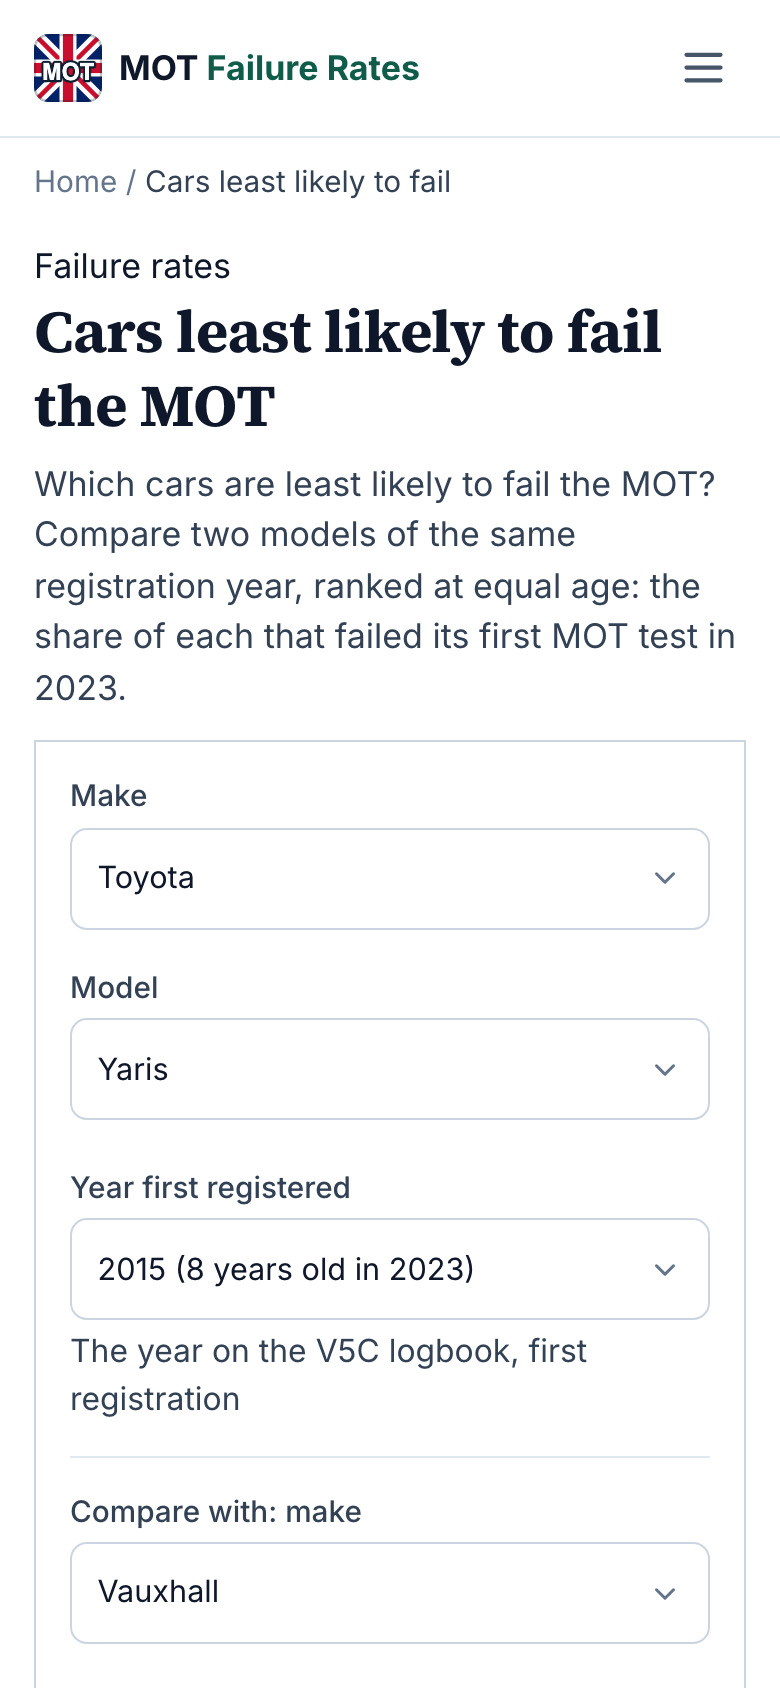 MOT
MOT Failure Rates
Home / Cars least likely to fail
Failure rates
Cars least likely to fail
the MOT
Which cars are least likely to fail the MOT?
Compare two models of the same
registration year, ranked at equal age: the
share of each that failed its first MOT test in
2023.
Make
Toyota
Model
Yaris
Year first registered
2015 (8 years old in 2023)
The year on the V5C logbook, first
registration
Compare with: make
Vauxhall